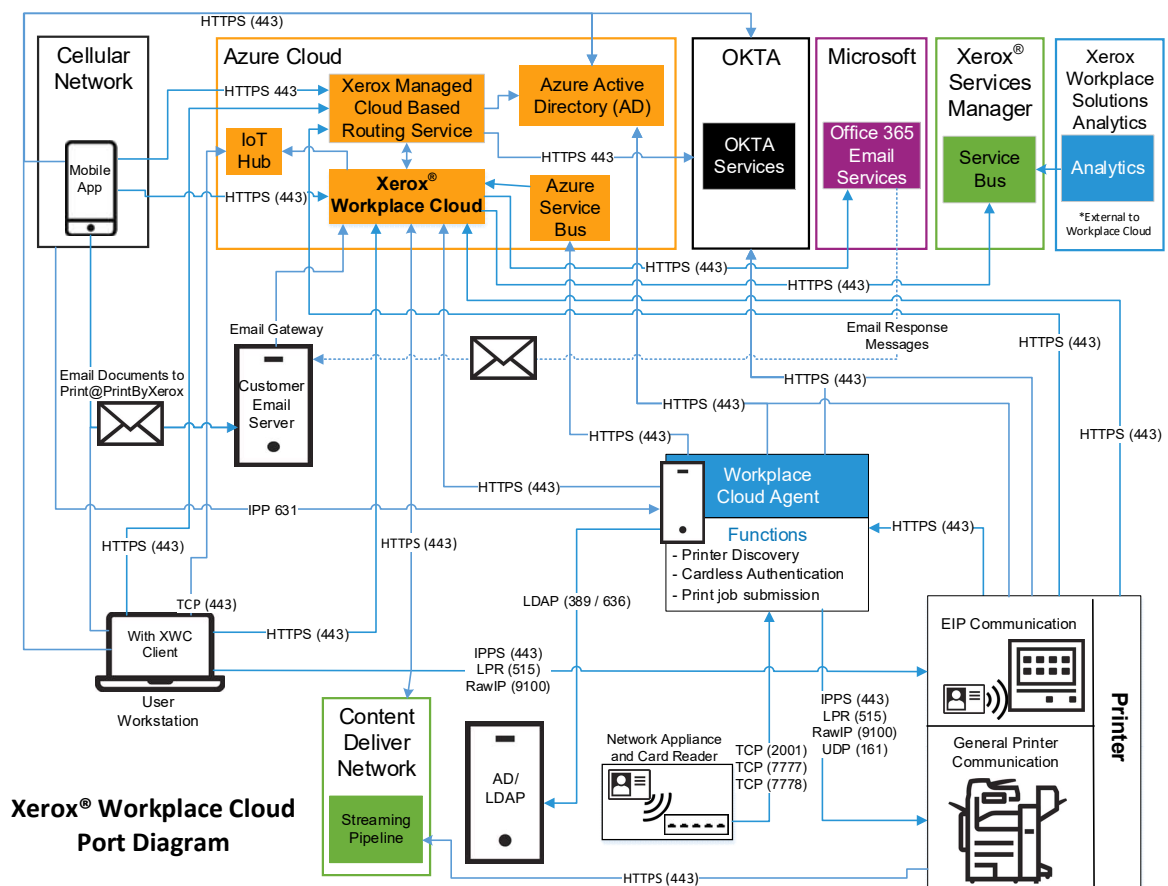 HTTPS (443)
Cellular
Network
Mobile
App
Azure Cloud
HTTPS 443
Xerox Managed
Cloud Based
Routing Service
Azure Active
Directory (AD)
IoT
Hub
HTTPS 443
HTTPS (443)
Xerox®
Workplace Cloud
Azure
Service
Bus
OKTA
OKTA
Services
Microsoft
Office 365
Email
Services
Xerox®
Services
Manager
Service
Bus
Xerox
Workplace
Solutions
Analytics
Analytics
*External to
Workplace Cloud
HTTPS (443)
HTTPS (443)
Email Gateway
Email Response
Messages
Email Documents to
Print@PrintByXerox
Customer
Email
Server
HTTPS (443)
HTTPS (443)
HTTPS (443)
HTTPS (443)
HTTPS (443)
HTTPS (443)
Workplace
Cloud Agent
Functions
- Printer Discovery
- Cardless Authentication
- Print job submission
IPP 631
HTTPS (443)
HTTPS (443)
HTTPS (443)
TCP (443)
LDAP (389 / 636)
With XWC
Client
User
Workstation
HTTPS (443)
IPPS (443)
LPR (515)
RawIP (9100)
EIP Communication
Printer
General Printer
Communication
IPPS (443)
LPR (515)
RawIP (9100)
UDP (161)
Content
Deliver
Network
Streaming
Pipeline
AD/
LDAP
Network Appliance
and Card Reader
TCP (2001)
TCP (7777)
TCP (7778)
HTTPS (443)
Xerox® Workplace Cloud
Port Diagram